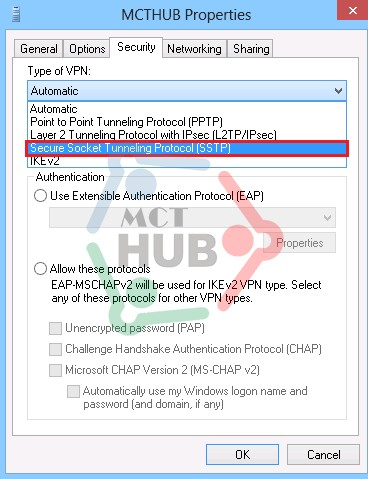 MCTHUB Properties
General
Options
Security
Networking
Sharing
Type of VPN:
Automatic
Automatic
Point to Point Tunneling Protocol (PPTP)
Layer 2 Tunneling Protocol with IPsec (L2TP/IPsec)
Secure Socket Tunneling Protocol (SSTP)
IKEv2
Authentication
Use Extensible Authentication Protocol (EAP)
Properties
MCT
HUB
Allow these protocols
EAP-MSCHAPv2 will be used for IKEv2 VPN type. Select
any of these protocols for other VPN types.
Unencrypted password (PAP)
Challenge Handshake Authentication Protocol (CHAP)
Microsoft CHAP Version 2 (MS-CHAP v2)
Automatically use my Windows logon name and
password (and domain, if any)
OK
Cancel